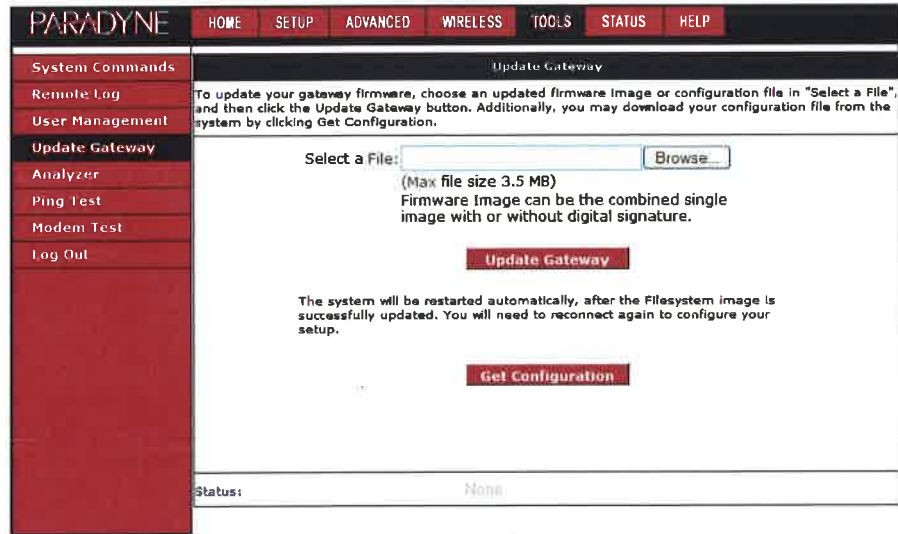 PARADYNE
HOME SETUP ADVANCED WIRELESS TOOLS STATUS HELP
System Commands
Remote Log
User Management
Update Gateway
Analyzer
Ping Test
Modem Test
Log Out
Update Gateway
To update your gateway firmware, choose an updated firmware image or configuration file in "Select a File",
and then click the Update Gateway button. Additionally, you may download your configuration file from the
system by clicking Get Configuration.
Select a File: Browse...
(Max file size 3.5 MB)
Firmware Image can be the combined single
image with or without digital signature.
Update Gateway
The system will be restarted automatically, after the Filesystem image is
successfully updated. You will need to reconnect again to configure your
setup.
Get Configuration
Status: None